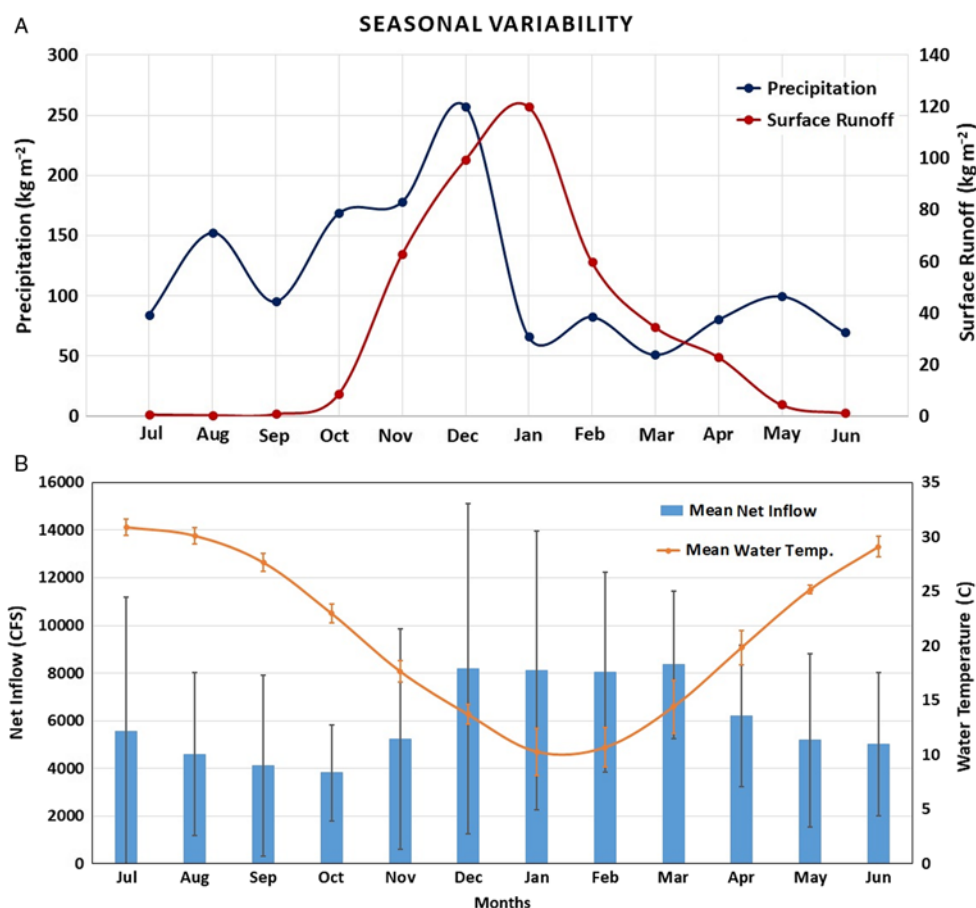 A
SEASONAL VARIABILITY
300
250
200
150
100
50
0
Precipitation (kg m⁻²)
Precipitation
Surface Runoff
140
120
100
80
60
40
20
0
Surface Runoff (kg m⁻²)
Jul Aug Sep Oct Nov Dec Jan Feb Mar Apr May Jun
B
16000
14000
12000
10000
8000
6000
4000
2000
0
Net Inflow (CFS)
Mean Net Inflow
Mean Water Temp.
35
30
25
20
15
10
5
0
Water Temperature (C)
Jul Aug Sep Oct Nov Dec Jan Feb Mar Apr May Jun
Months